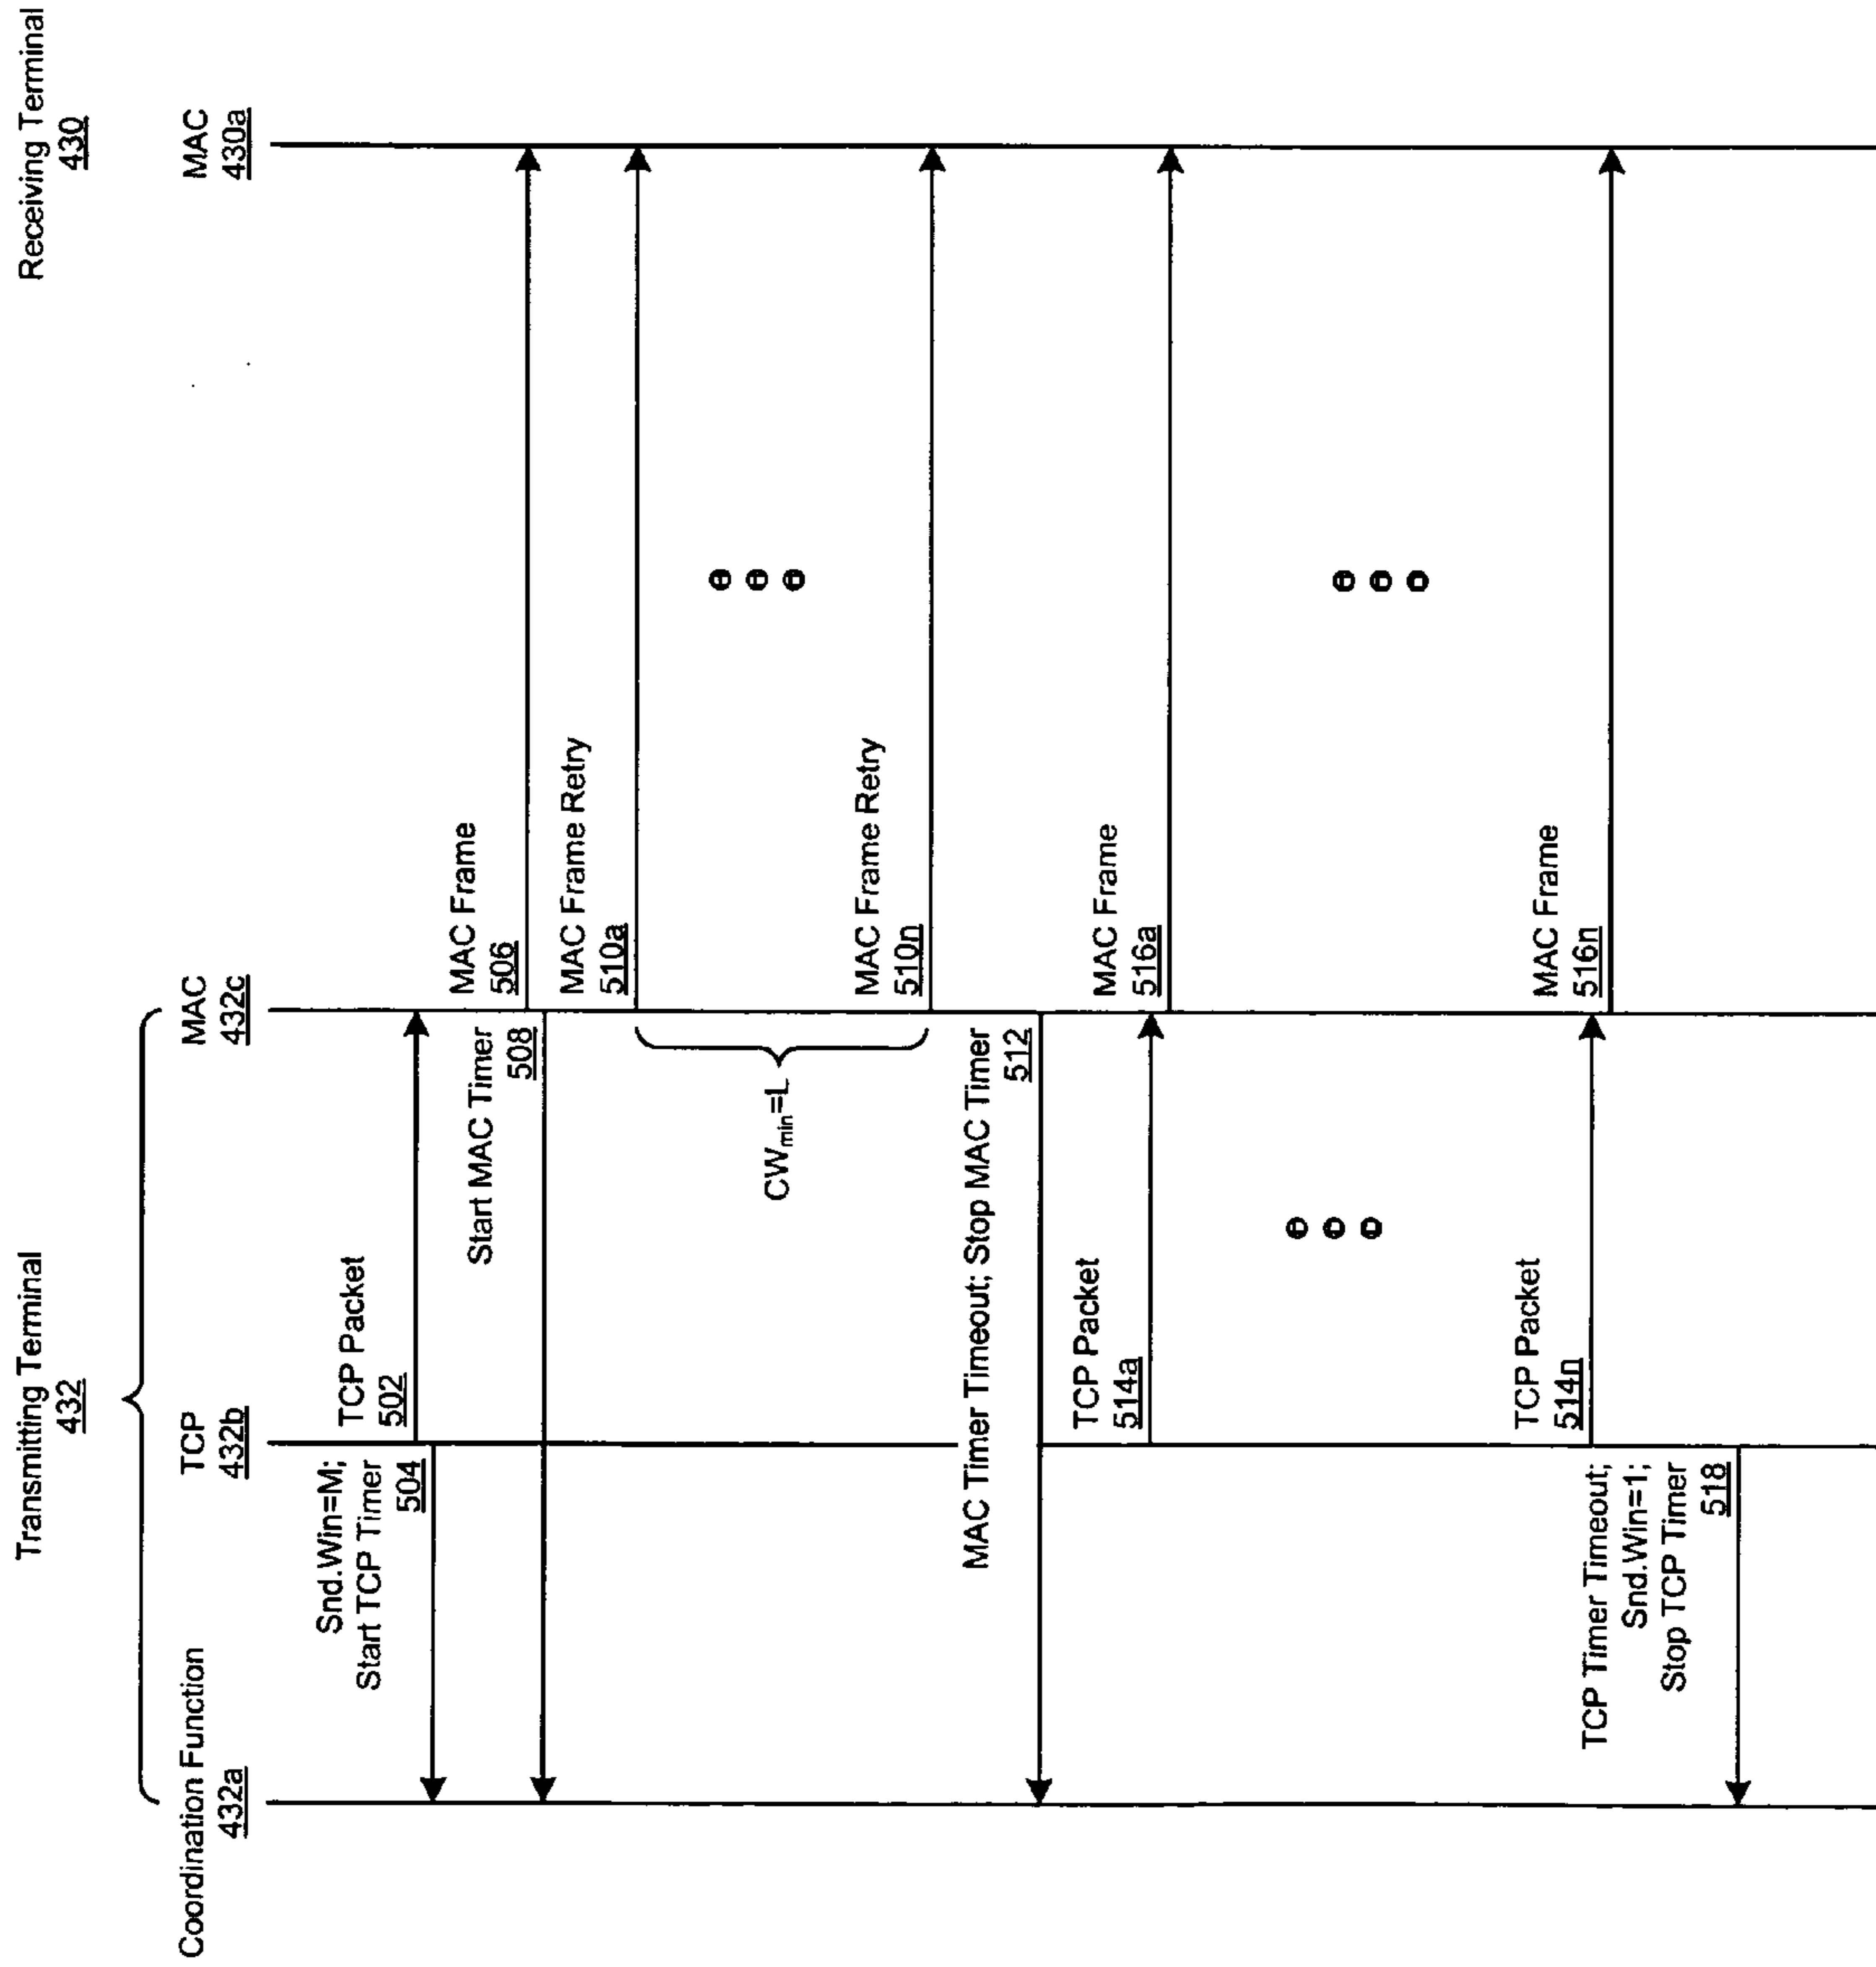 Transmitting Terminal
432
Receiving Terminal
430
Coordination Function
432a
TCP
432b
MAC
432c
MAC
430a
TCP Packet
502
Snd.Win=M;
Start TCP Timer
504
MAC Frame
506
Start MAC Timer
508
MAC Frame Retry
510a
CWmin=L
MAC Frame Retry
510n
MAC Timer Timeout; Stop MAC Timer
512
TCP Packet
514a
MAC Frame
516a
TCP Packet
514n
MAC Frame
516n
TCP Timer Timeout;
Snd.Win=1;
Stop TCP Timer
518